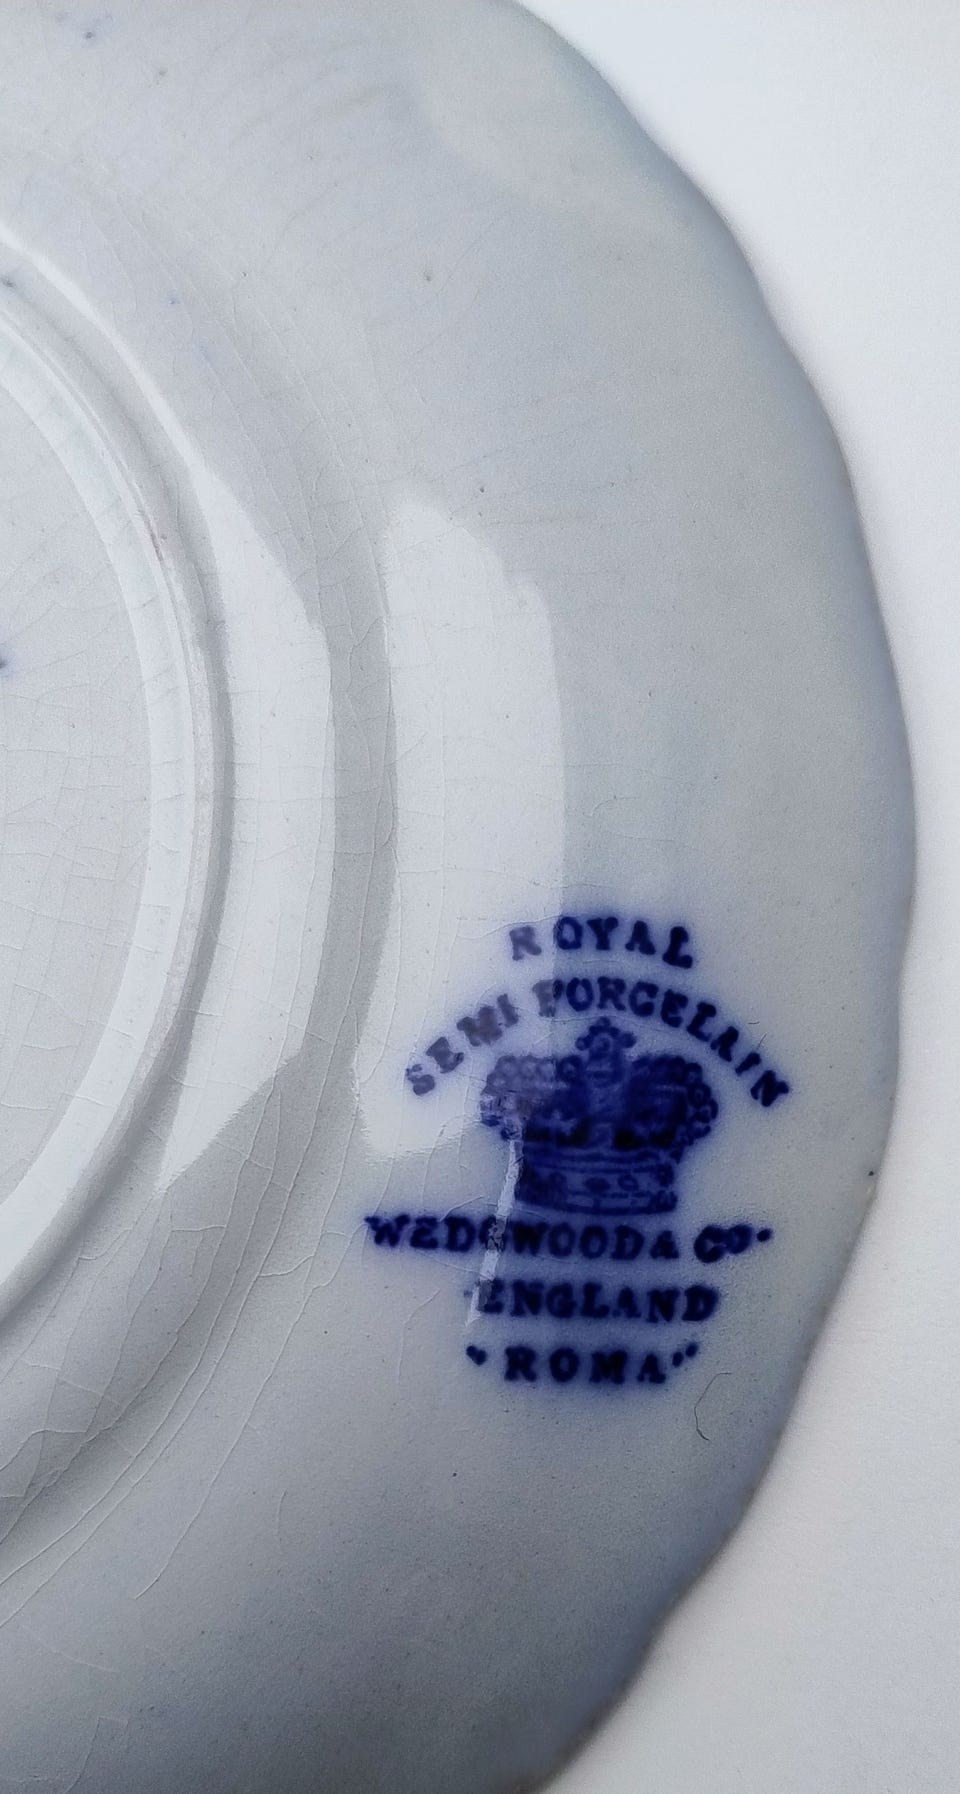 ROYAL
SEMI PORCELAIN
WEDGWOOD & Co.
ENGLAND
"ROMA"